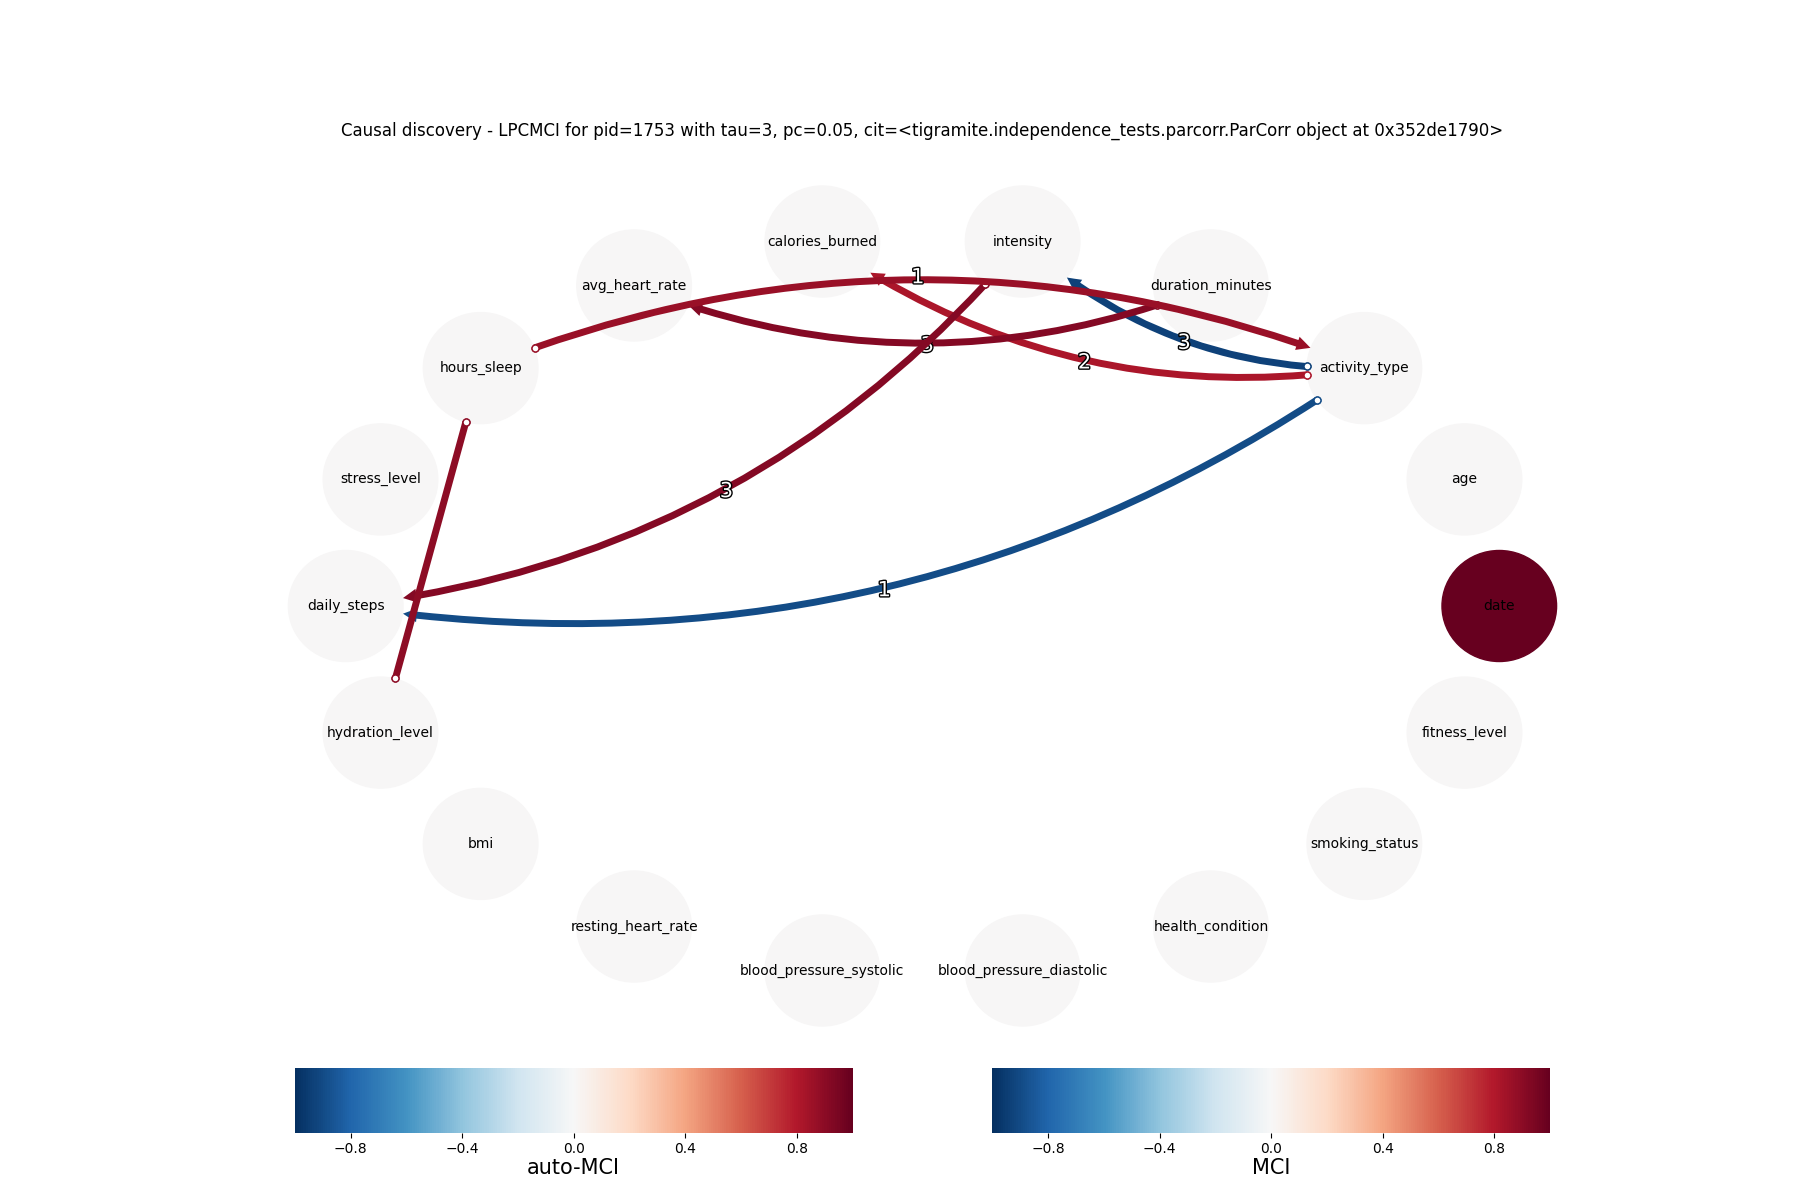 Causal discovery - LPCMCI for pid=1753 with tau=3, pc=0.05, cit=<tigramite.independence_tests.parcorr.ParCorr object at 0x352de1790>
calories_burned
intensity
avg_heart_rate
duration_minutes
1
3
3
2
hours_sleep
activity_type
stress_level
age
3
daily_steps
date
1
hydration_level
fitness_level
bmi
smoking_status
resting_heart_rate
health_condition
blood_pressure_systolic
blood_pressure_diastolic
−0.8
−0.4
0.0
0.4
0.8
auto-MCI
−0.8
−0.4
0.0
0.4
0.8
MCI